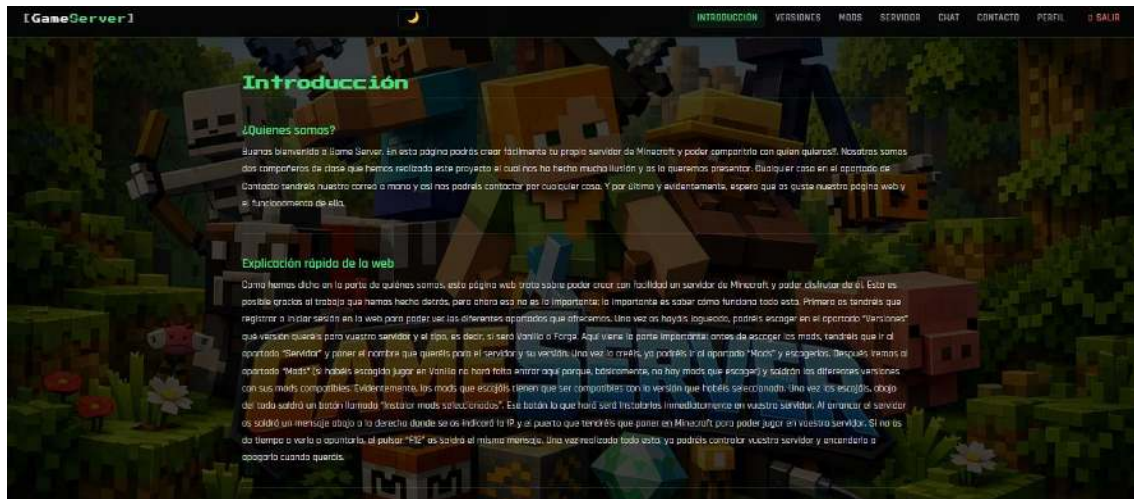 [GameServer]
INTRODUCCIÓN VERSIONES MODS SERVIDOR CHAT CONTACTO PERFIL SALIR
Introducción
¿Quienes somos?
Buenas bienvenido a Game Server. En esta página podrás crear fácilmente tu propio servidor de Minecraft y poder compartirlo con quien quieras!!. Nosotros somos
dos compañeros de clase que hemos realizado este proyecto el cual nos ha hecho mucha ilusión y os lo queremos presentar. Cualquier cosa en el apartado de
Contacto tendréis nuestro correo a mano y así nos podréis contactar por cualquier cosa. Y por último y evidentemente, espero que os guste nuestra página web y
el funcionamento de ella.
Explicación rápida de la web
Como hemos dicho en la parte de quiénes somos, esta página web trata sobre poder crear con facilidad un servidor de Minecraft y poder disfrutar de él. Esto es
posible gracias al trabajo que hemos hecho detrás, pero ahora eso no es lo importante; lo importante es saber cómo funciona todo esto. Primero os tendréis que
registrar o iniciar sesión en la web para poder ver los diferentes apartados que ofrecemos. Una vez os hayáis logueado, podréis escoger en el apartado "Versiones"
qué versión queréis para vuestro servidor y el tipo, es decir, si será Vanilla o Forge. Aquí viene la parte importante: antes de escoger los mods, tendréis que ir al
apartado "Servidor" y poner el nombre que queréis para el servidor y su versión. Una vez lo creéis, ya podréis ir al apartado "Mods" y escogerlos. Después iremos al
apartado "Mods" (si habéis escogido jugar en Vanilla no hará falta entrar aquí porque, básicamente, no hay mods que escoger) y saldrán las diferentes versiones
con sus mods compatibles. Evidentemente, los mods que escojáis tienen que ser compatibles con la versión que habéis seleccionado. Una vez los escojáis, abajo
del todo saldrá un botón llamado "Instalar mods seleccionados". Ese botón lo que hará será instalarlos inmediatamente en vuestro servidor. Al arrancar el servidor
os saldrá un mensaje abajo a la derecha donde se os indicará la IP y el puerto que tendréis que poner en Minecraft para poder jugar en vuestro servidor. Si no os
da tiempo a verlo o apuntarlo, al pulsar "F12" os saldrá el mismo mensaje. Una vez realizado todo esto, ya podréis controlar vuestro servidor y encenderlo o
apagarlo cuando queráis.
GAME SERVER